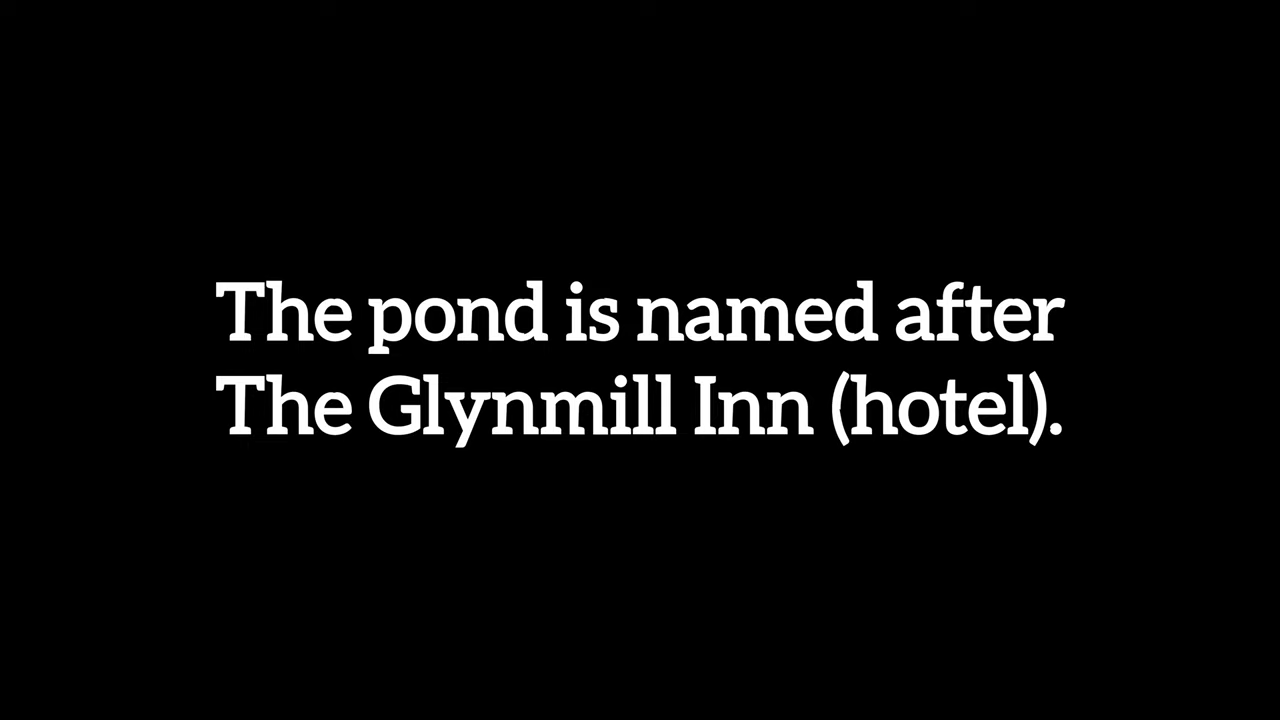 The pond is named after
The Glynmill Inn (hotel).